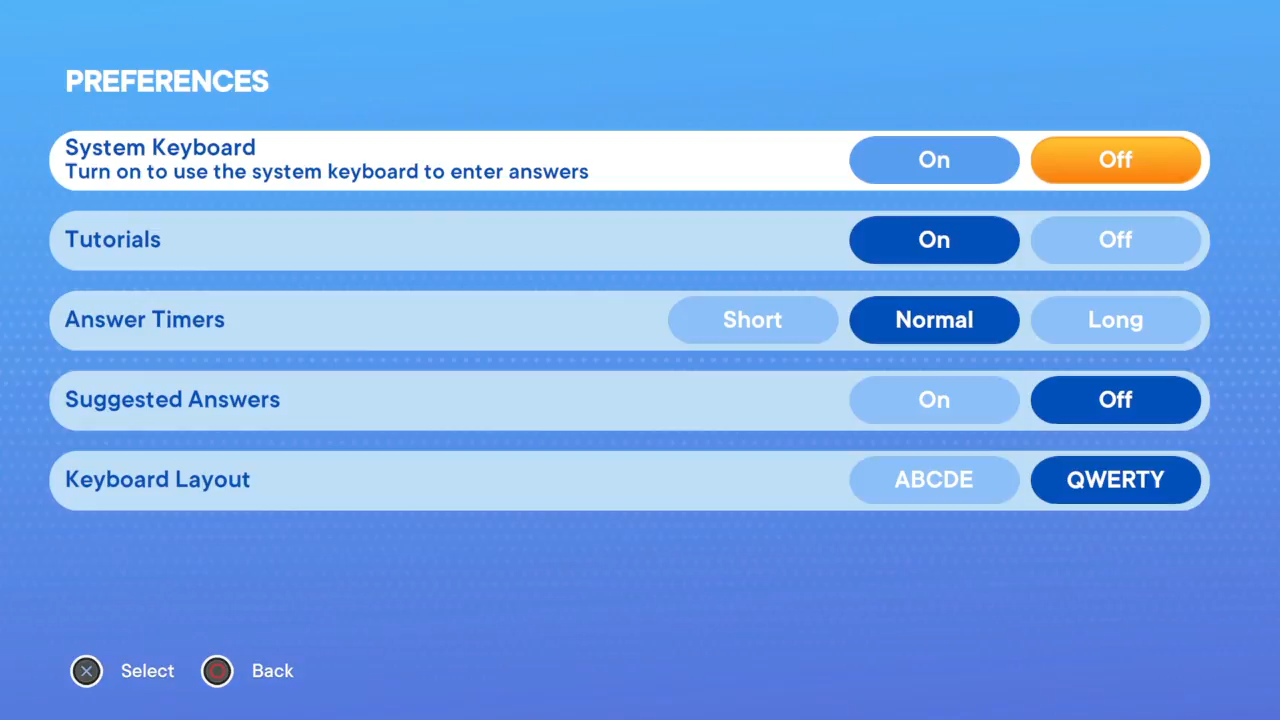 PREFERENCES
System Keyboard
Turn on to use the system keyboard to enter answers
On Off
Tutorials On Off
Answer Timers Short Normal Long
Suggested Answers On Off
Keyboard Layout ABCDE QWERTY
Select Back